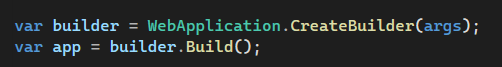 var builder = WebApplication.CreateBuilder(args);
var app = builder.Build();